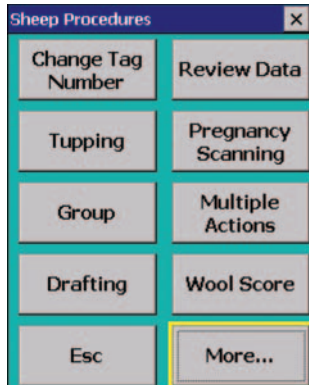 Sheep Procedures
Change Tag
Number
Review Data
Tupping
Pregnancy
Scanning
Group
Multiple
Actions
Drafting
Wool Score
Esc
More...